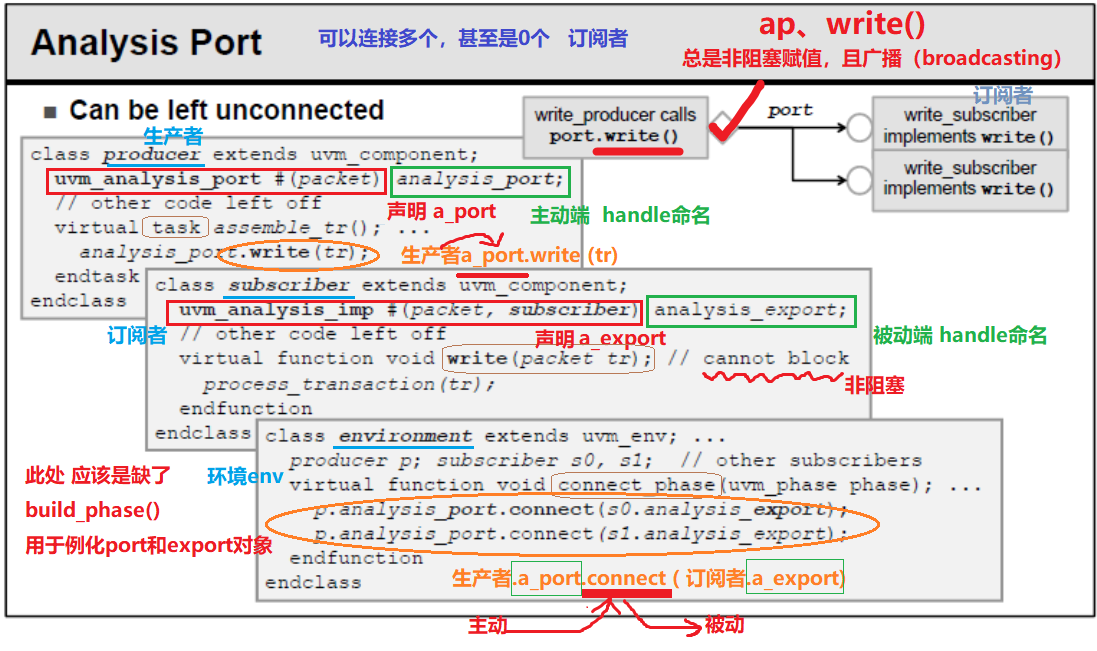 Analysis Port
可以连接多个，甚至是0个 订阅者
ap、write()
总是非阻塞赋值，且广播（broadcasting）
■ Can be left unconnected
write_producer calls
port.write()
port
订阅者
write_subscriber
implements write()
write_subscriber
implements write()
生产者
class producer extends uvm_component;
uvm_analysis_port #(packet) analysis_port;
// other code left off
声明 a_port
主动端 handle命名
virtual task assemble_tr(); ...
analysis_port.write(tr);
生产者a_port.write (tr)
endtask
endclass
class subscriber extends uvm_component;
uvm_analysis_imp #(packet, subscriber) analysis_export;
订阅者
// other code left off
声明 a_export
被动端 handle命名
virtual function void write(packet tr); // cannot block
process_transaction(tr);
非阻塞
endfunction
endclass
class environment extends uvm_env; ...
此处 应该是缺了
build_phase()
用于例化port和export对象
环境env
producer p; subscriber s0, s1; // other subscribers
virtual function void connect_phase(uvm_phase phase); ...
p.analysis_port.connect(s0.analysis_export);
p.analysis_port.connect(s1.analysis_export);
endfunction
endclass
生产者.a_port.connect ( 订阅者.a_export)
主动
被动